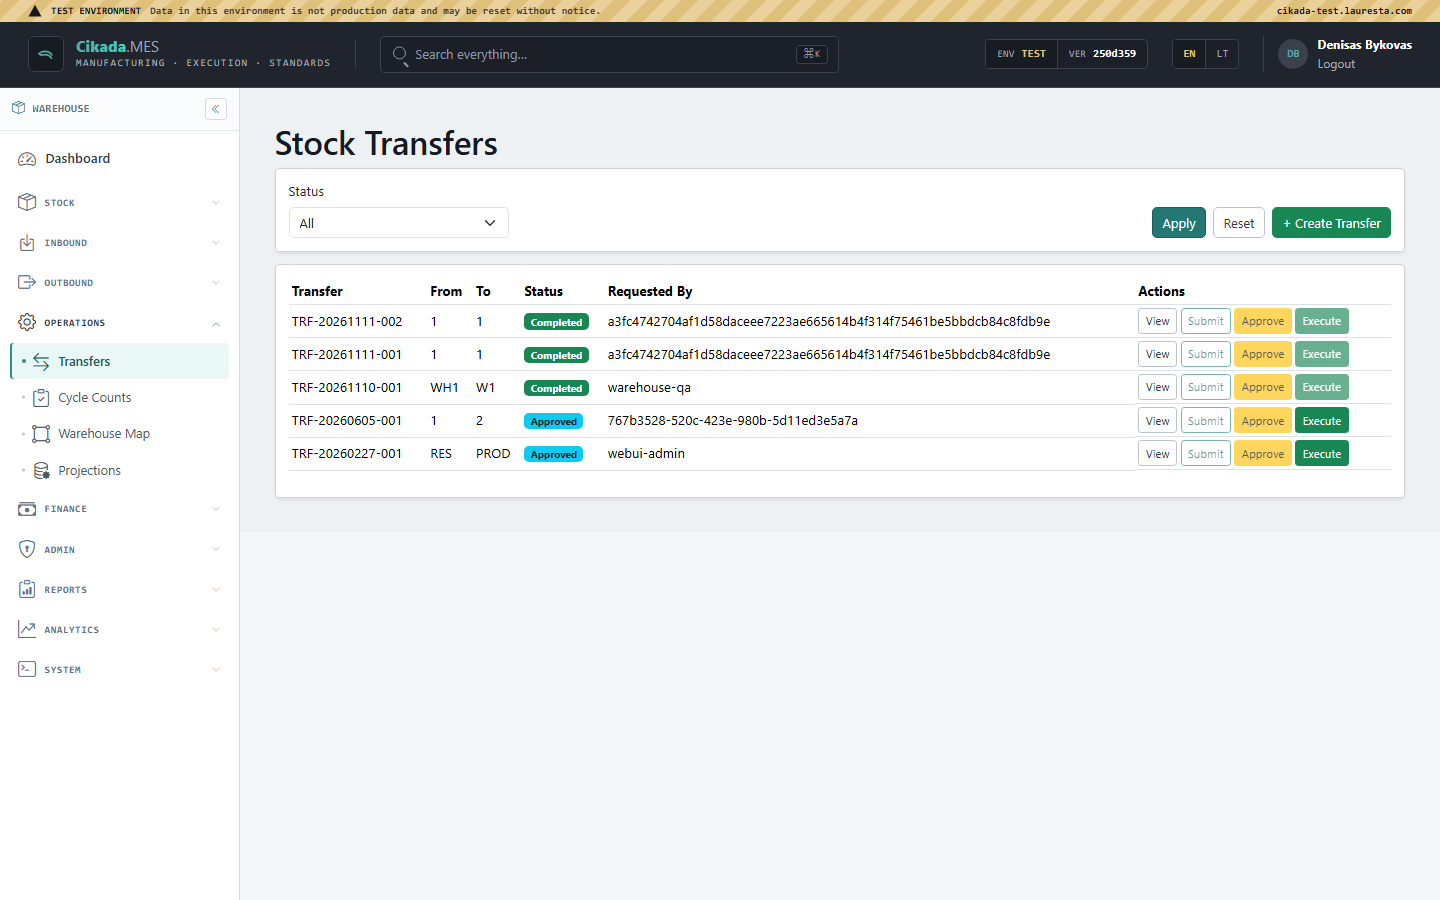 TEST ENVIRONMENT Data in this environment is not production data and may be reset without notice. cikada-test.lauresta.com
Cikada.MES
MANUFACTURING · EXECUTION · STANDARDS
Search everything... ⌘K
ENV TEST VER 250d359
EN LT
DB
Denisas Bykovas
Logout
WAREHOUSE
Dashboard
STOCK
INBOUND
OUTBOUND
OPERATIONS
Transfers
Cycle Counts
Warehouse Map
Projections
FINANCE
ADMIN
REPORTS
ANALYTICS
SYSTEM
Stock Transfers
Status
All
Apply Reset + Create Transfer
Transfer From To Status Requested By Actions
TRF-20261111-002 1 1 Completed a3fc4742704af1d58daceee7223ae665614b4f314f75461be5bbdcb84c8fdb9e View Submit Approve Execute
TRF-20261111-001 1 1 Completed a3fc4742704af1d58daceee7223ae665614b4f314f75461be5bbdcb84c8fdb9e View Submit Approve Execute
TRF-20261110-001 WH1 W1 Completed warehouse-qa View Submit Approve Execute
TRF-20260605-001 1 2 Approved 767b3528-520c-423e-980b-5d11ed3e5a7a View Submit Approve Execute
TRF-20260227-001 RES PROD Approved webui-admin View Submit Approve Execute